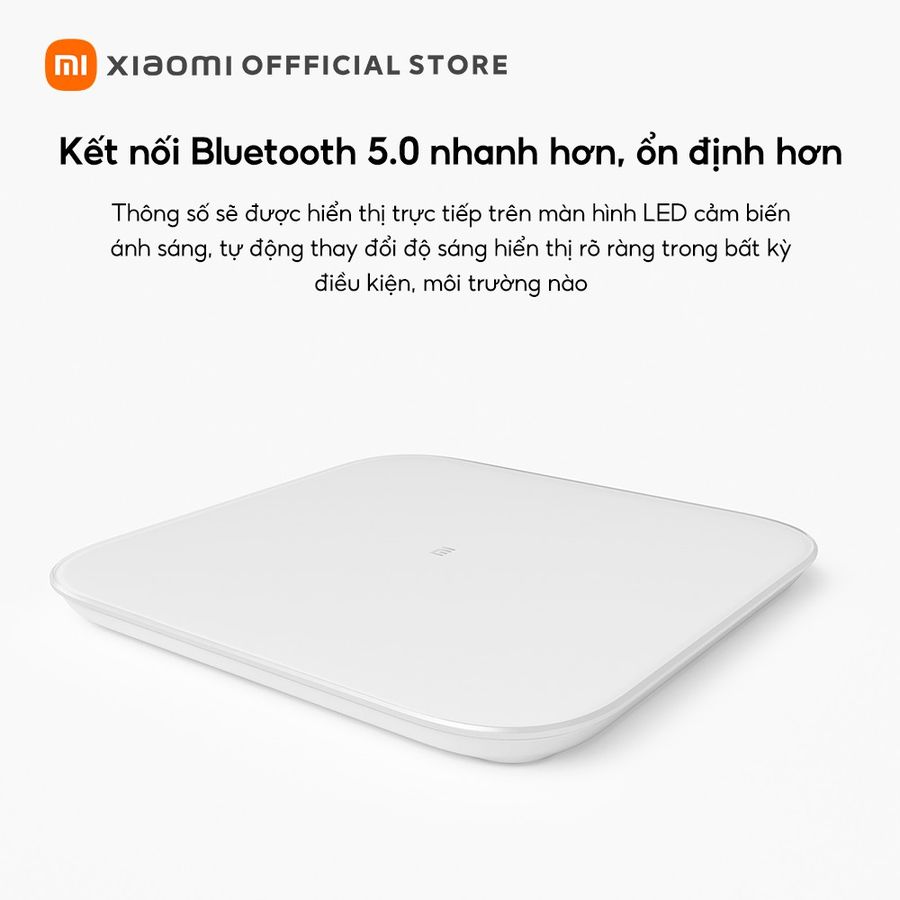 mi xiaomi OFFFICIAL STORE
Kết nối Bluetooth 5.0 nhanh hơn, ổn định hơn
Thông số sẽ được hiển thị trực tiếp trên màn hình LED cảm biến
ánh sáng, tự động thay đổi độ sáng hiển thị rõ ràng trong bất kỳ
điều kiện, môi trường nào
mi